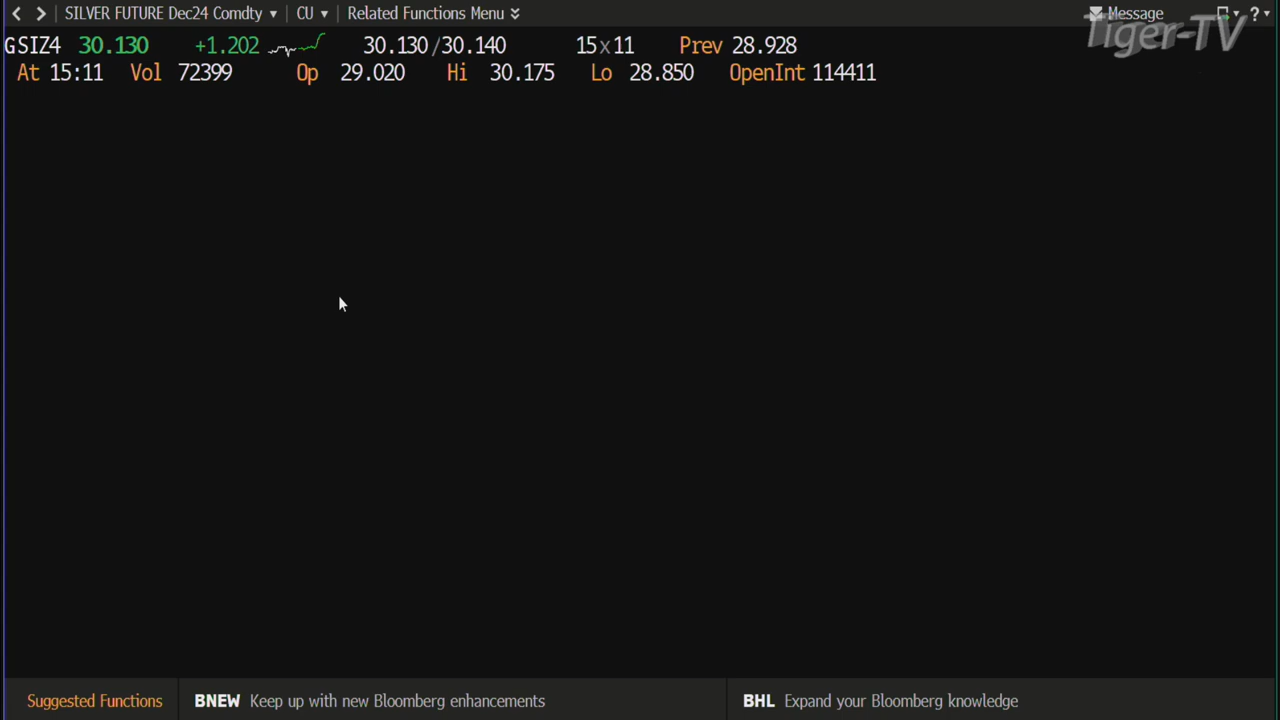 SILVER FUTURE Dec24 Comdty CU Related Functions Menu Message ?
Tiger-TV
GSIZ4 30.130 +1.202 30.130/30.140 15x11 Prev 28.928
At 15:11 Vol 72399 Op 29.020 Hi 30.175 Lo 28.850 OpenInt 114411
Suggested Functions BNEW Keep up with new Bloomberg enhancements BHL Expand your Bloomberg knowledge